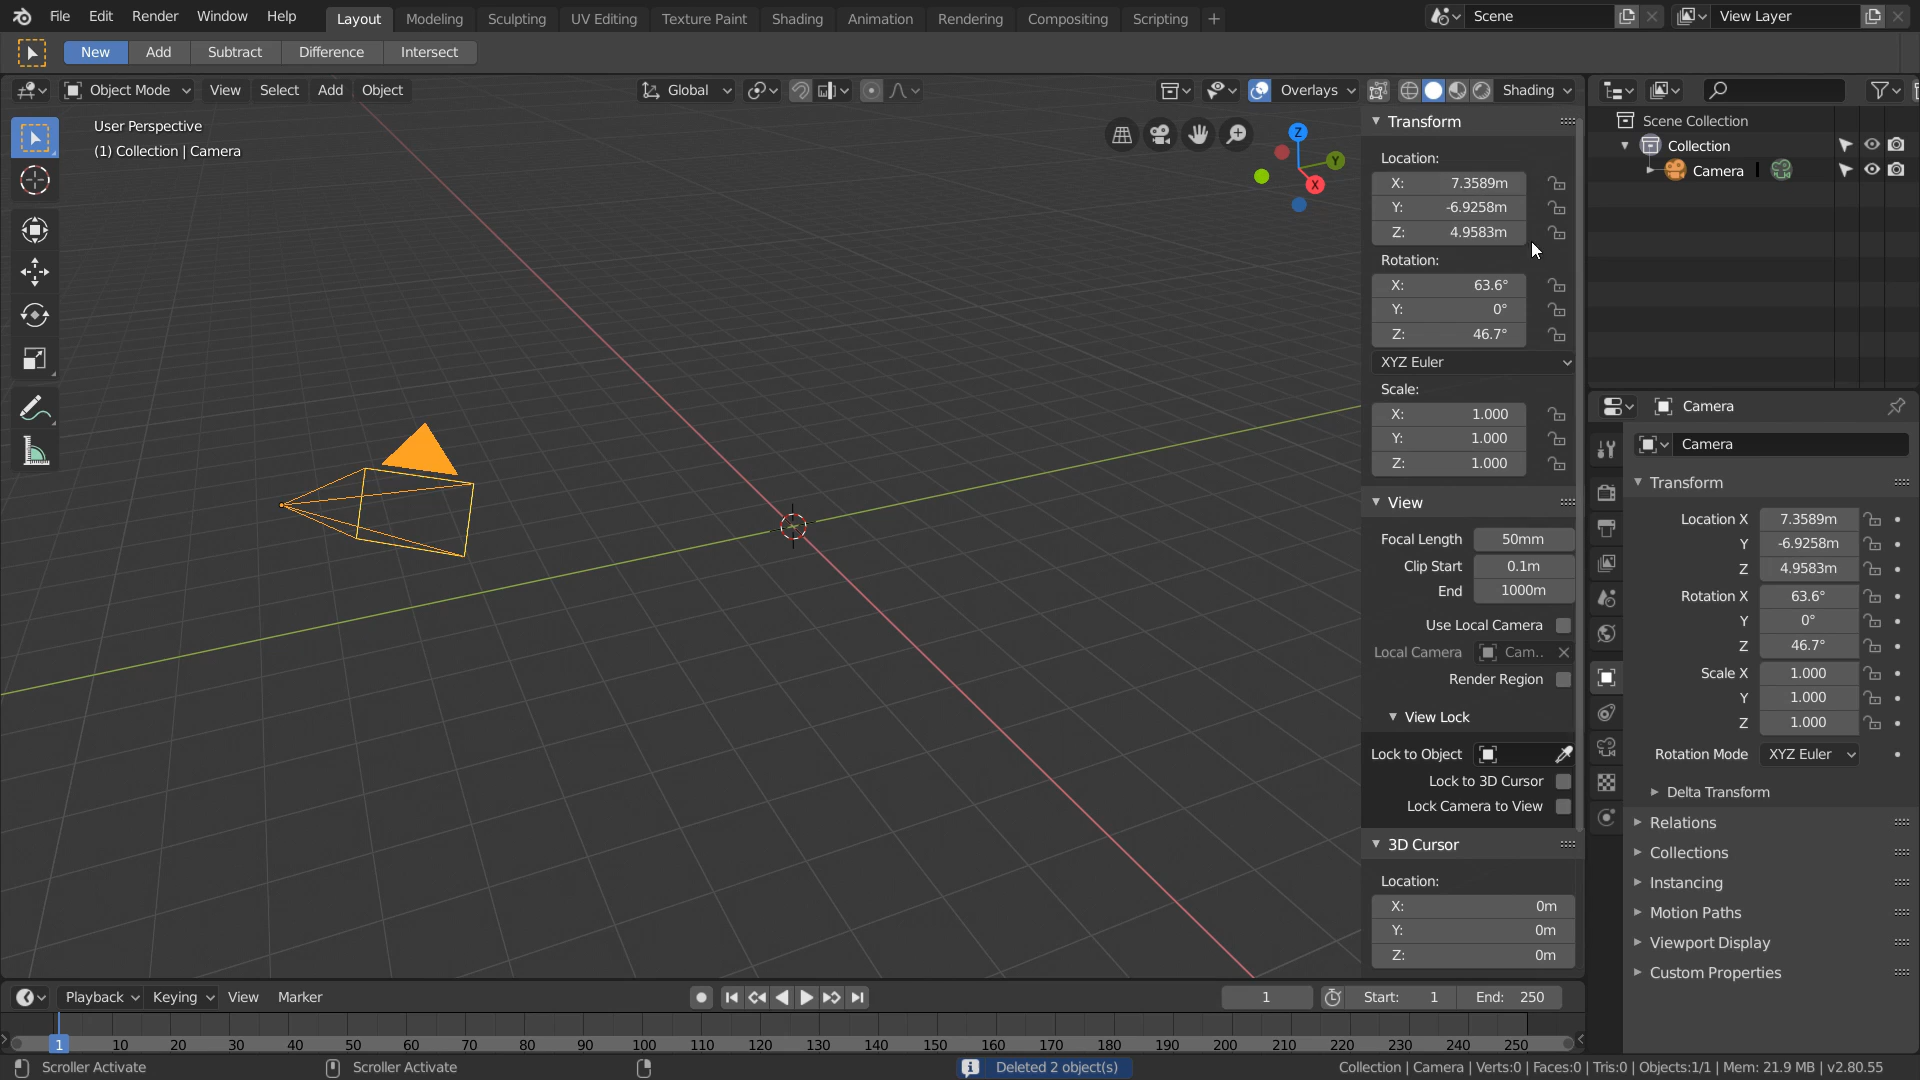 File Edit Render Window Help Layout Modeling Sculpting UV Editing Texture Paint Shading Animation Rendering Compositing Scripting + Scene View Layer
New Add Subtract Difference Intersect
Object Mode View Select Add Object Global Overlays Shading
User Perspective
(1) Collection | Camera
Z
Y
X
Transform
Location:
X: 7.3589m
Y: -6.9258m
Z: 4.9583m
Rotation:
X: 63.6°
Y: 0°
Z: 46.7°
XYZ Euler
Scale:
X: 1.000
Y: 1.000
Z: 1.000
View
Focal Length 50mm
Clip Start 0.1m
End 1000m
Use Local Camera
Local Camera Cam..
Render Region
View Lock
Lock to Object
Lock to 3D Cursor
Lock Camera to View
3D Cursor
Location:
X: 0m
Y: 0m
Z: 0m
Scene Collection
Collection
Camera
Camera
Camera
Transform
Location X 7.3589m
Y -6.9258m
Z 4.9583m
Rotation X 63.6°
Y 0°
Z 46.7°
Scale X 1.000
Y 1.000
Z 1.000
Rotation Mode XYZ Euler
Delta Transform
Relations
Collections
Instancing
Motion Paths
Viewport Display
Custom Properties
Playback Keying View Marker 1 Start: 1 End: 250
1 10 20 30 40 50 60 70 80 90 100 110 120 130 140 150 160 170 180 190 200 210 220 230 240 250
Scroller Activate Scroller Activate Deleted 2 object(s) Collection | Camera | Verts:0 | Faces:0 | Tris:0 | Objects:1/1 | Mem: 21.9 MB | v2.80.55